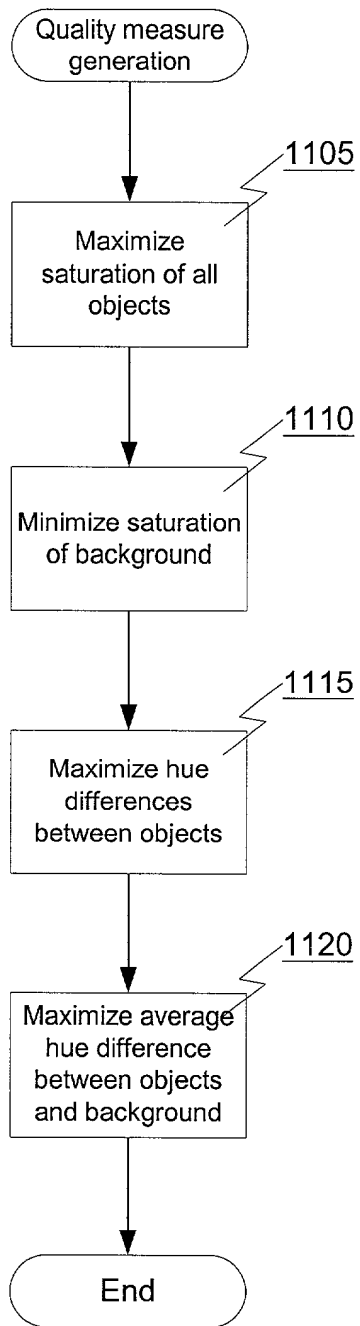 Quality measure
generation
1105
Maximize
saturation of all
objects
1110
Minimize saturation
of background
1115
Maximize hue
differences
between objects
1120
Maximize average
hue difference
between objects
and background
End